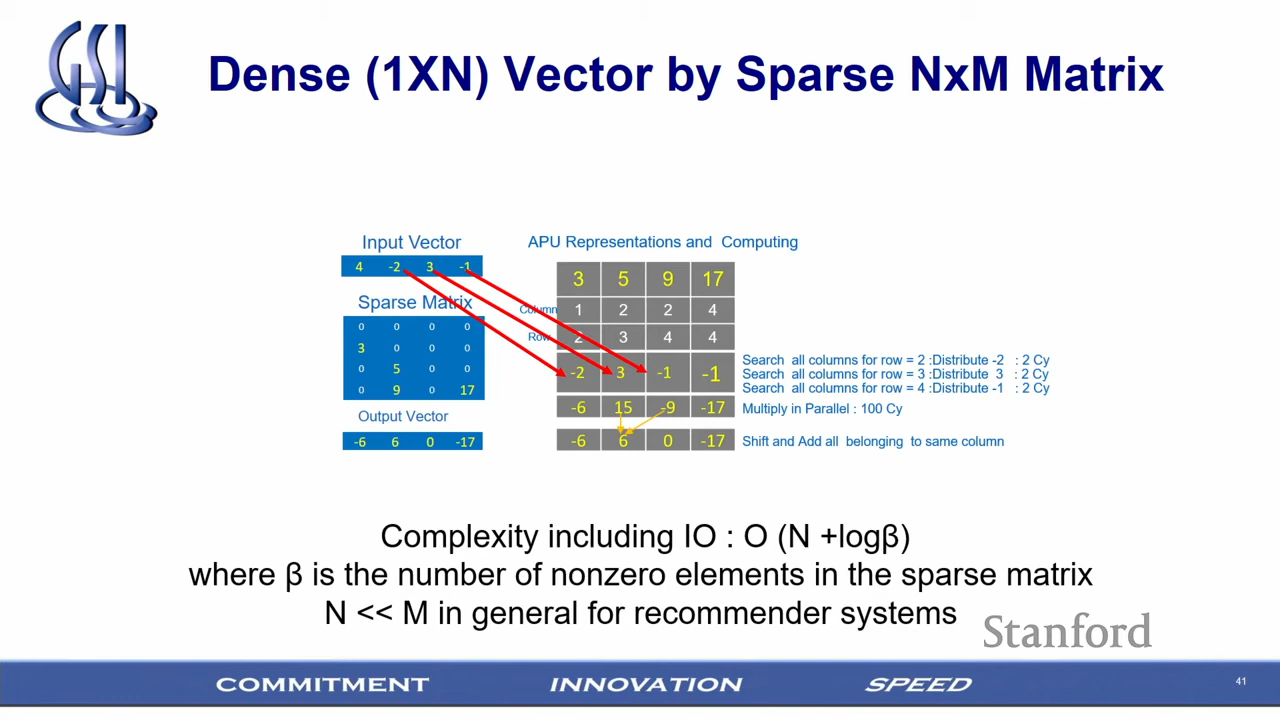 GSI
Dense (1XN) Vector by Sparse NxM Matrix
Input Vector
4 -2 3 -1
Sparse Matrix
0 0 0 0
3 0 0 0
0 5 0 0
0 9 0 17
Output Vector
-6 6 0 -17
APU Representations and Computing
3 5 9 17
Column 1 2 2 4
Row 2 3 4 4
-2 3 -1 -1
Search all columns for row = 2 :Distribute -2 : 2 Cy
Search all columns for row = 3 :Distribute 3 : 2 Cy
Search all columns for row = 4 :Distribute -1 : 2 Cy
-6 15 -9 -17 Multiply in Parallel : 100 Cy
-6 6 0 -17 Shift and Add all belonging to same column
Complexity including IO : O (N +logβ)
where β is the number of nonzero elements in the sparse matrix
N << M in general for recommender systems
Stanford
COMMITMENT INNOVATION SPEED 41